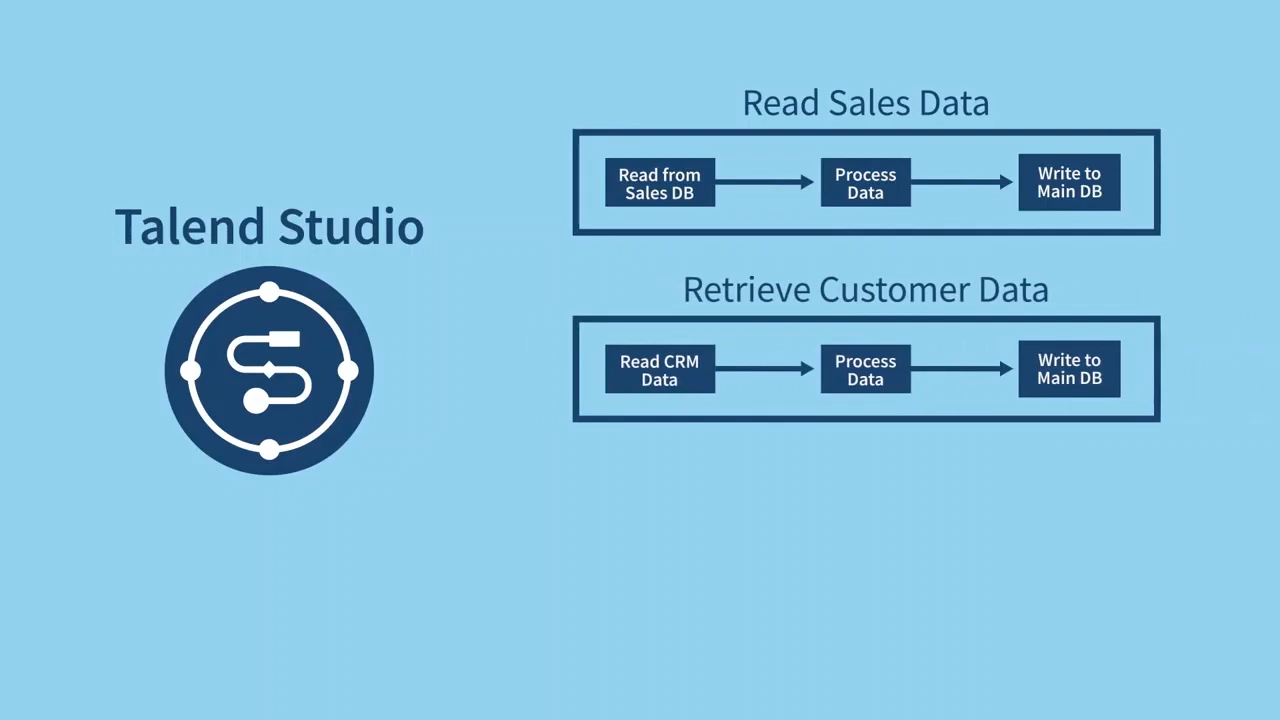 Talend Studio
Read Sales Data
Read from
Sales DB
Process
Data
Write to
Main DB
Retrieve Customer Data
Read CRM
Data
Process
Data
Write to
Main DB